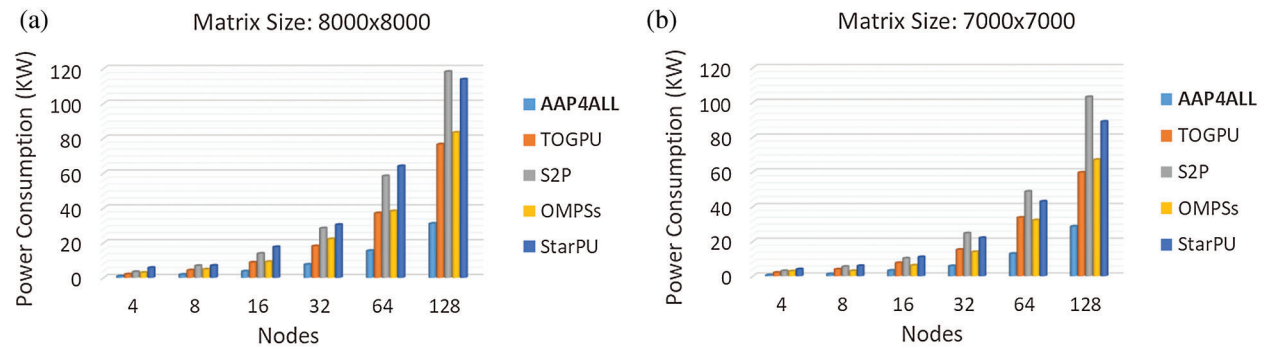 (a)
Matrix Size: 8000x8000
Power Consumption (KW)
120
100
80
60
40
20
0
4 8 16 32 64 128
Nodes
AAP4ALL
TOGPU
S2P
OMPSs
StarPU
(b)
Matrix Size: 7000x7000
Power Consumption (KW)
120
100
80
60
40
20
0
4 8 16 32 64 128
Nodes
AAP4ALL
TOGPU
S2P
OMPSs
StarPU